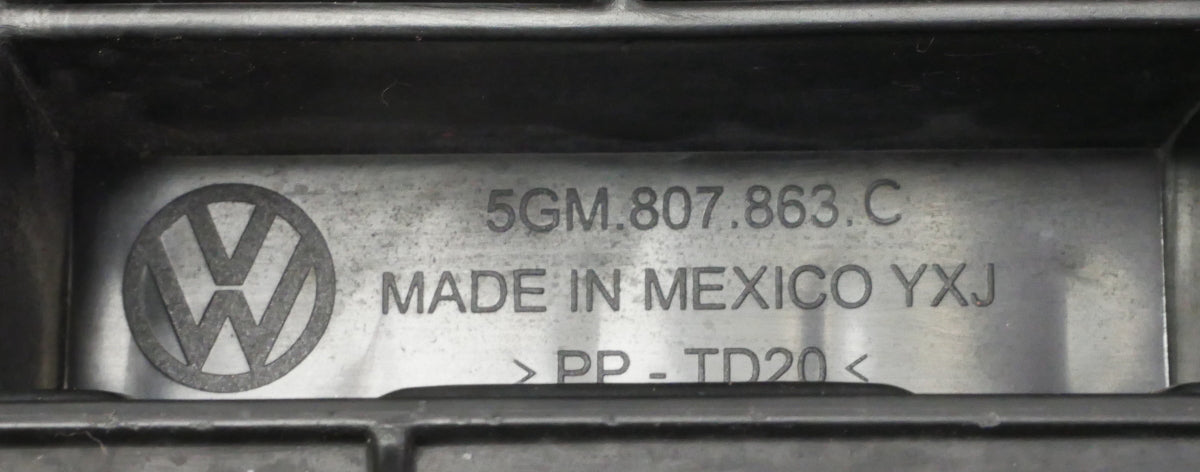 5GM.807.863.C
MADE IN MEXICO YXJ
> PP - TD20 <